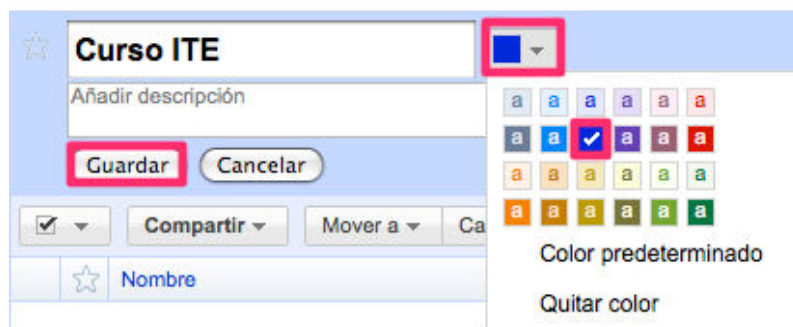 Curso ITE
Añadir descripción
a a a a a a
a a a a a
a a a a a a
a a a a a a
Guardar Cancelar
Compartir Mover a Ca
Color predeterminado
Nombre
Quitar color